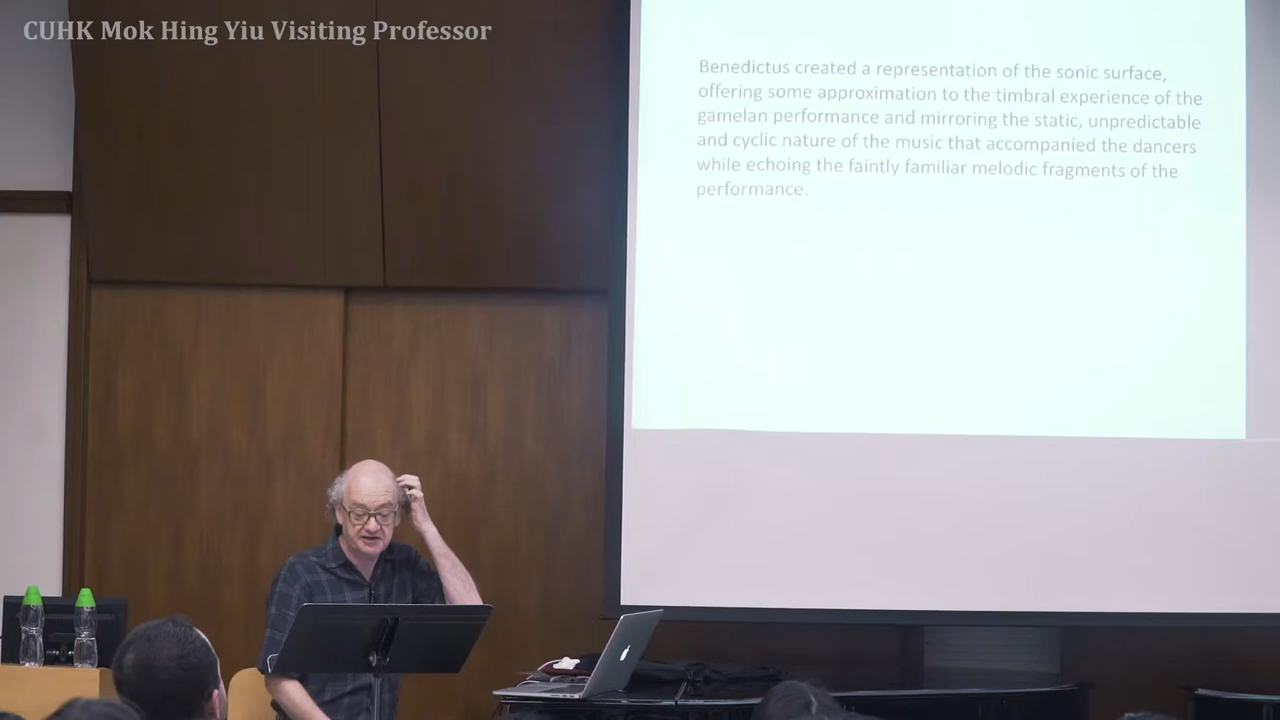 CUHK Mok Hing Yiu Visiting Professor
Benedictus created a representation of the sonic surface,
offering some approximation to the timbral experience of the
gamelan performance and mirroring the static, unpredictable
and cyclic nature of the music that accompanied the dancers
while echoing the faintly familiar melodic fragments of the
performance.